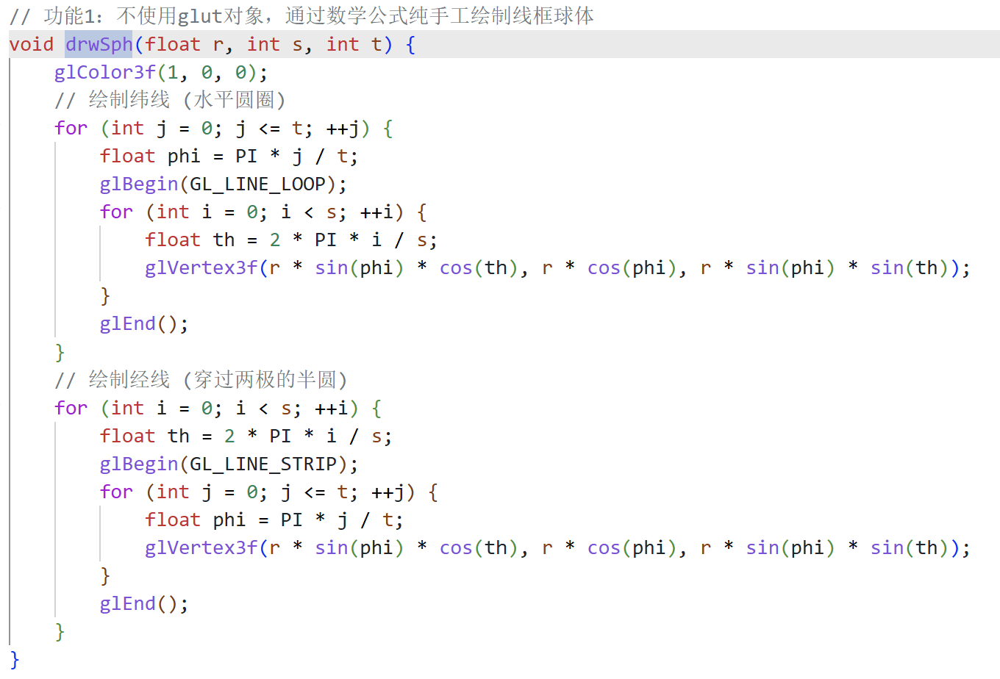 // 功能1: 不使用glut对象，通过数学公式纯手工绘制线框球体
void drwSph(float r, int s, int t) {
    glColor3f(1, 0, 0);
    // 绘制纬线 (水平圆圈)
    for (int j = 0; j <= t; ++j) {
        float phi = PI * j / t;
        glBegin(GL_LINE_LOOP);
        for (int i = 0; i < s; ++i) {
            float th = 2 * PI * i / s;
            glVertex3f(r * sin(phi) * cos(th), r * cos(phi), r * sin(phi) * sin(th));
        }
        glEnd();
    }
    // 绘制经线 (穿过两极的半圆)
    for (int i = 0; i < s; ++i) {
        float th = 2 * PI * i / s;
        glBegin(GL_LINE_STRIP);
        for (int j = 0; j <= t; ++j) {
            float phi = PI * j / t;
            glVertex3f(r * sin(phi) * cos(th), r * cos(phi), r * sin(phi) * sin(th));
        }
        glEnd();
    }
}